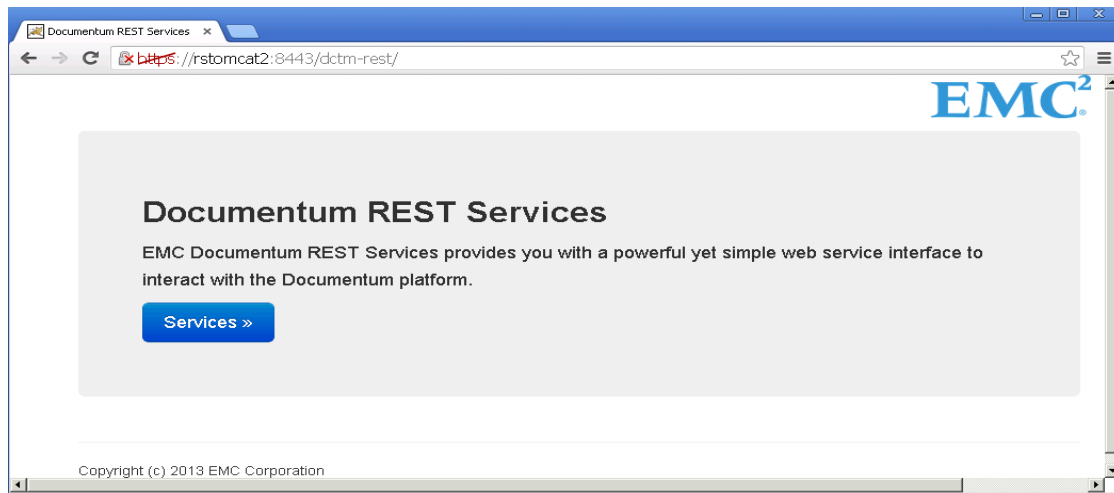 Documentum REST Services
https://rstomcat2:8443/dctm-rest/
EMC²
Documentum REST Services
EMC Documentum REST Services provides you with a powerful yet simple web service interface to
interact with the Documentum platform.
Services »
Copyright (c) 2013 EMC Corporation